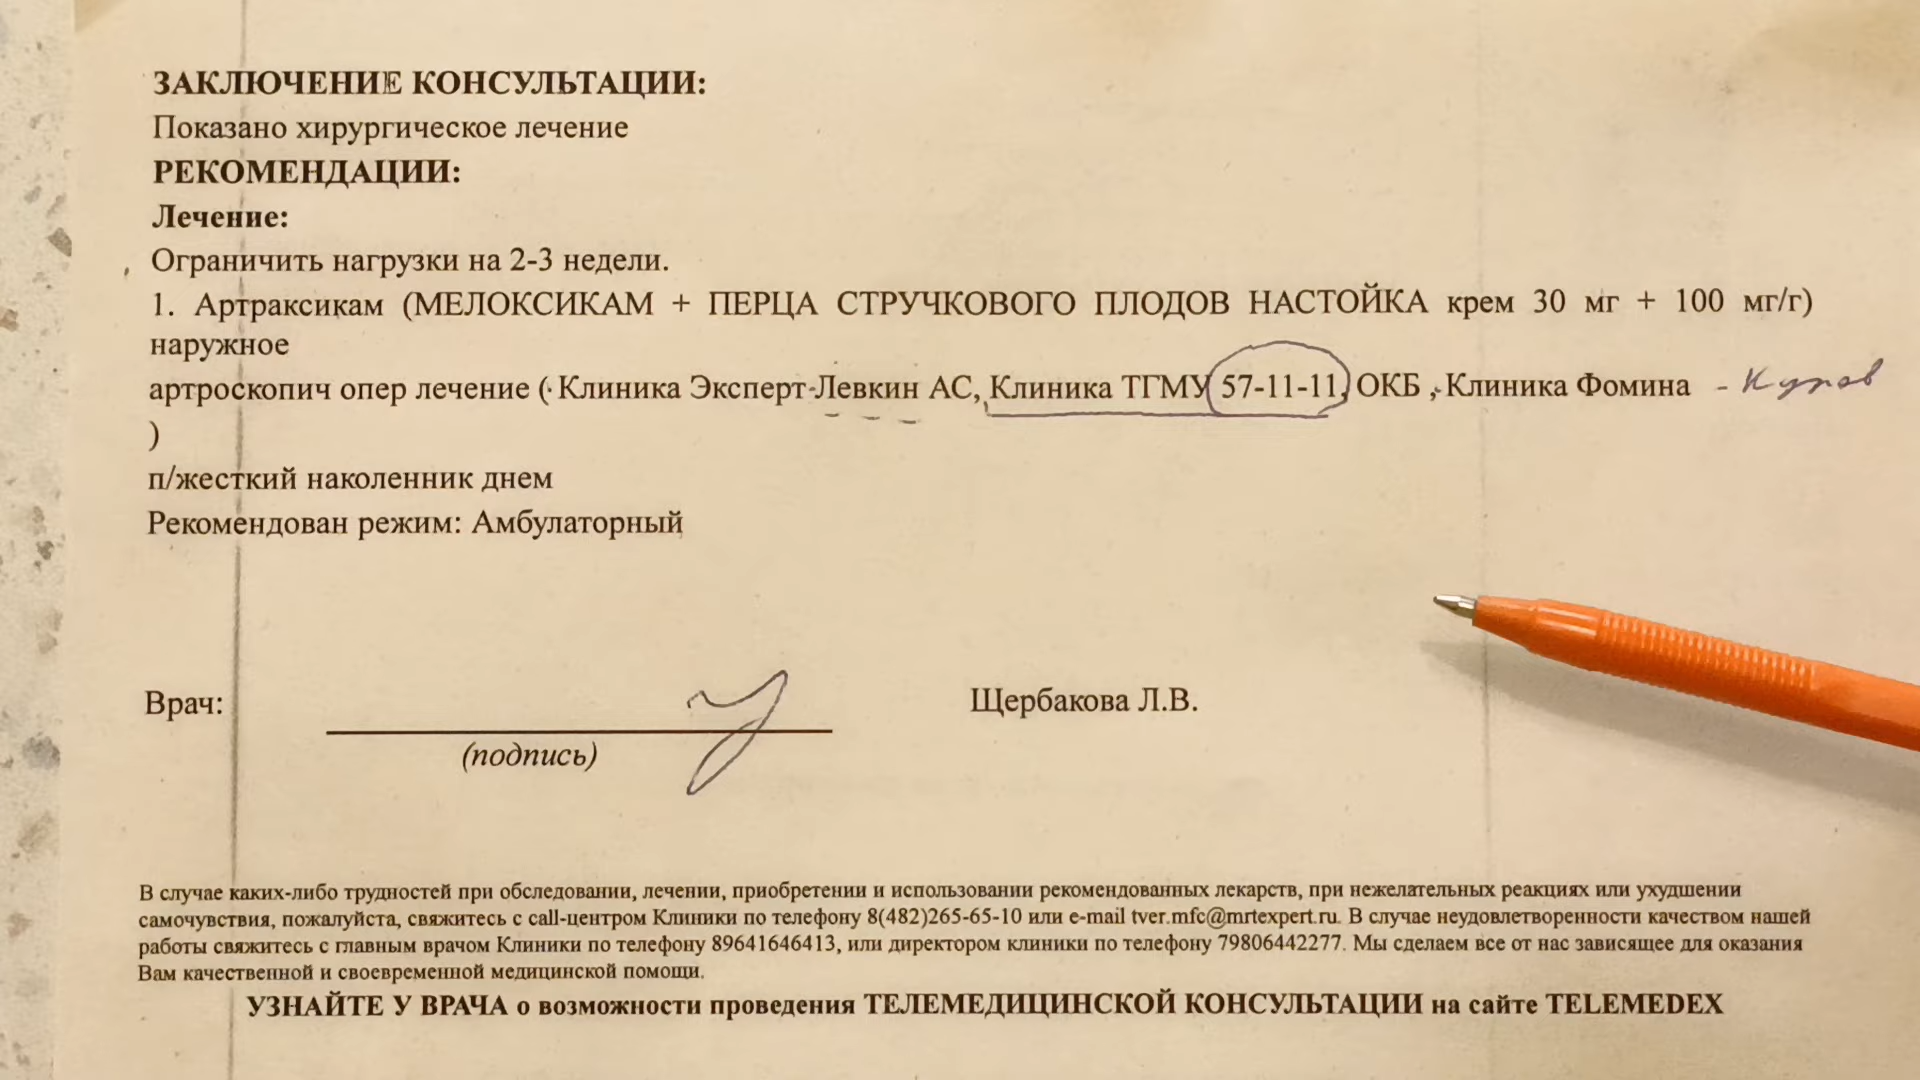 ЗАКЛЮЧЕНИЕ КОНСУЛЬТАЦИИ:
Показано хирургическое лечение
РЕКОМЕНДАЦИИ:
Лечение:
Ограничить нагрузки на 2-3 недели.
1. Артраксикам (МЕЛОКСИКАМ + ПЕРЦА СТРУЧКОВОГО ПЛОДОВ НАСТОЙКА крем 30 мг + 100 мг/г)
наружное
артроскопич опер лечение ( Клиника Эксперт-Левкин АС, Клиника ТГМУ 57-11-11, ОКБ , Клиника Фомина
)
п/жесткий наколенник днем
Рекомендован режим: Амбулаторный
Врач: Щербакова Л.В.
(подпись)
В случае каких-либо трудностей при обследовании, лечении, приобретении и использовании рекомендованных лекарств, при нежелательных реакциях или ухудшении
самочувствия, пожалуйста, свяжитесь с call-центром Клиники по телефону 8(482)265-65-10 или e-mail tver.mfc@mrtexpert.ru. В случае неудовлетворенности качеством нашей
работы свяжитесь с главным врачом Клиники по телефону 89641646413, или директором клиники по телефону 79806442277. Мы сделаем все от нас зависящее для оказания
Вам качественной и своевременной медицинской помощи.
УЗНАЙТЕ У ВРАЧА о возможности проведения ТЕЛЕМЕДИЦИНСКОЙ КОНСУЛЬТАЦИИ на сайте TELEMEDEX